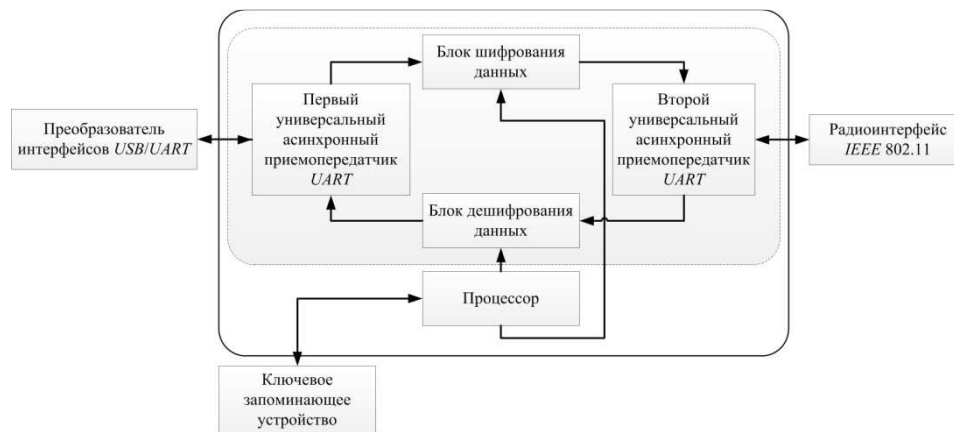 Блок шифрования
данных
Первый
универсальный
асинхронный
приемопередатчик
UART
Второй
универсальный
асинхронный
приемопередатчик
UART
Преобразователь
интерфейсов USB/UART
Радиоинтерфейс
IEEE 802.11
Блок дешифрования
данных
Процессор
Ключевое
запоминающее
устройство